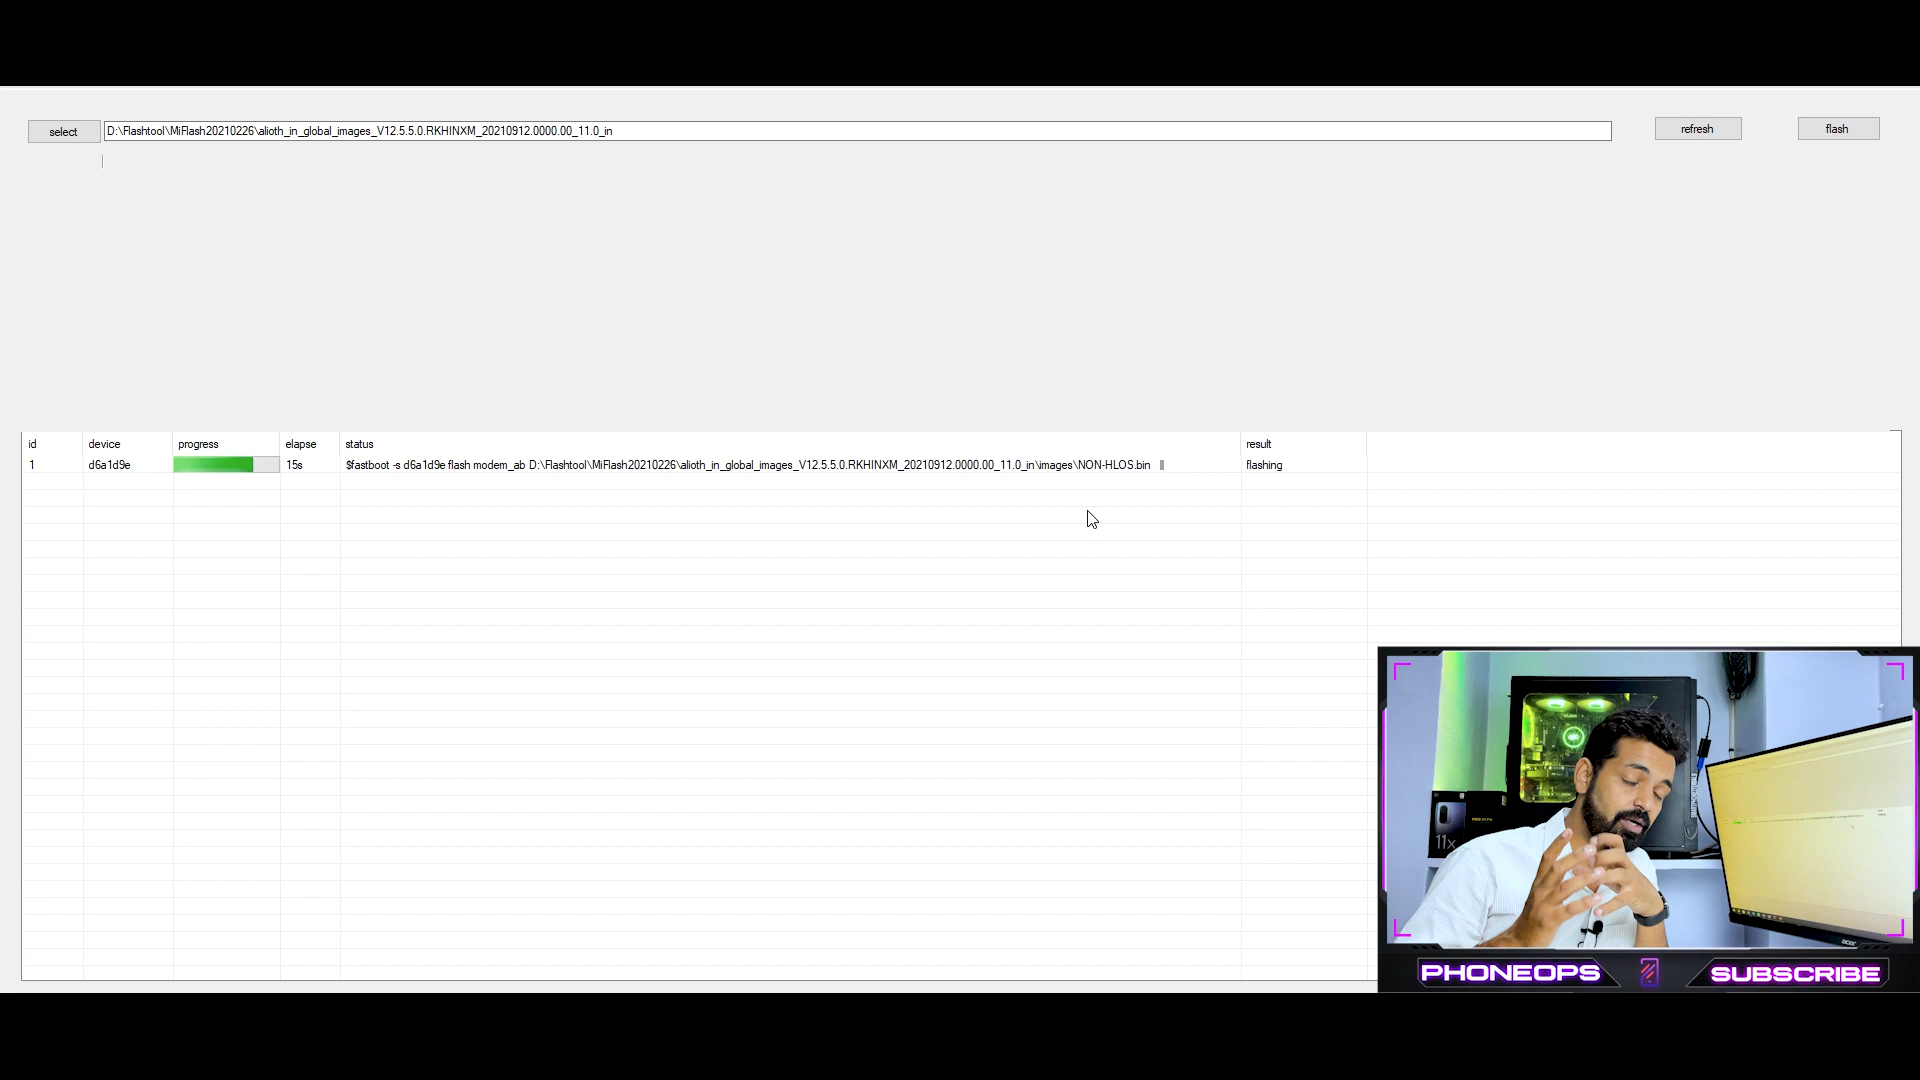 select
D:\Flashtool\MiFlash20210226\alioth_in_global_images_V12.5.5.0.RKHINXM_20210912.0000.00_11.0_in
refresh
flash
id
device
progress
elapse
status
result
1
d6a1d9e
15s
$fastboot -s d6a1d9e flash modem_ab D:\Flashtool\MiFlash20210226\alioth_in_global_images_V12.5.5.0.RKHINXM_20210912.0000.00_11.0_in\images\NON-HLOS.bin
flashing
11x
acer
PHONEOPS
SUBSCRIBE